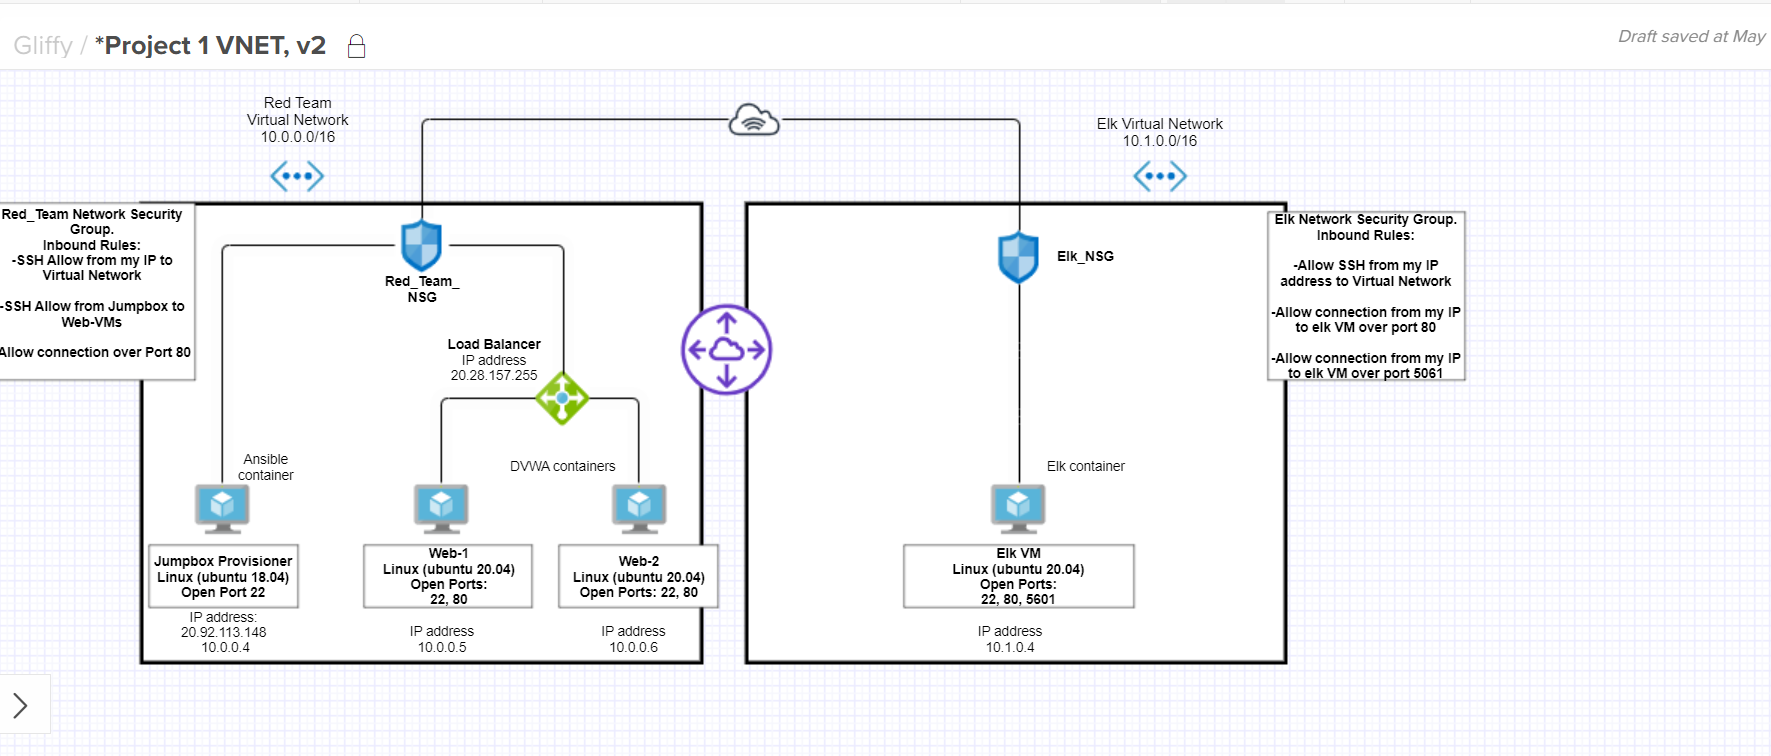 Gliffy / *Project 1 VNET, v2
Draft saved at May
Red Team
Virtual Network
10.0.0.0/16
Elk Virtual Network
10.1.0.0/16
Red_Team Network Security
Group.
Inbound Rules:
-SSH Allow from my IP to
Virtual Network
-SSH Allow from Jumpbox to
Web-VMs
Allow connection over Port 80
Red_Team_
NSG
Load Balancer
IP address
20.28.157.255
Elk_NSG
Elk Network Security Group.
Inbound Rules:
-Allow SSH from my IP
address to Virtual Network
-Allow connection from my IP
to elk VM over port 80
-Allow connection from my IP
to elk VM over port 5061
Ansible
container
DVWA containers
Elk container
Jumpbox Provisioner
Linux (ubuntu 18.04)
Open Port 22
IP address:
20.92.113.148
10.0.0.4
Web-1
Linux (ubuntu 20.04)
Open Ports:
22, 80
IP address
10.0.0.5
Web-2
Linux (ubuntu 20.04)
Open Ports: 22, 80
IP address
10.0.0.6
Elk VM
Linux (ubuntu 20.04)
Open Ports:
22, 80, 5601
IP address
10.1.0.4